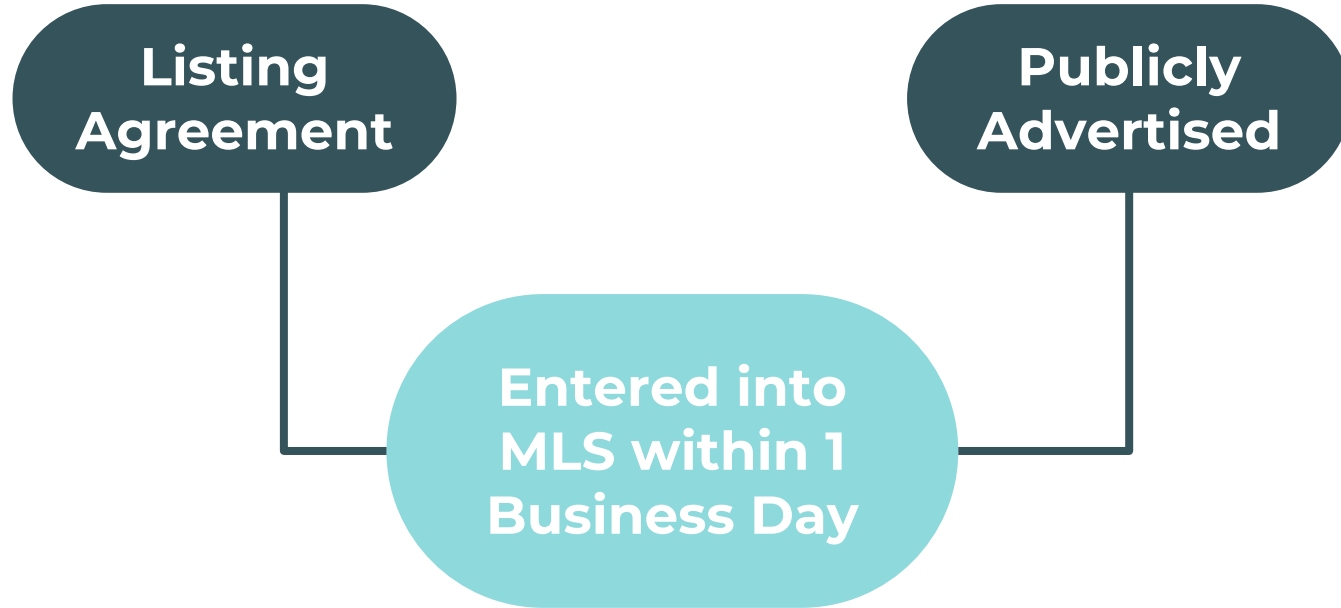 Listing
Agreement
Publicly
Advertised
Entered into
MLS within 1
Business Day